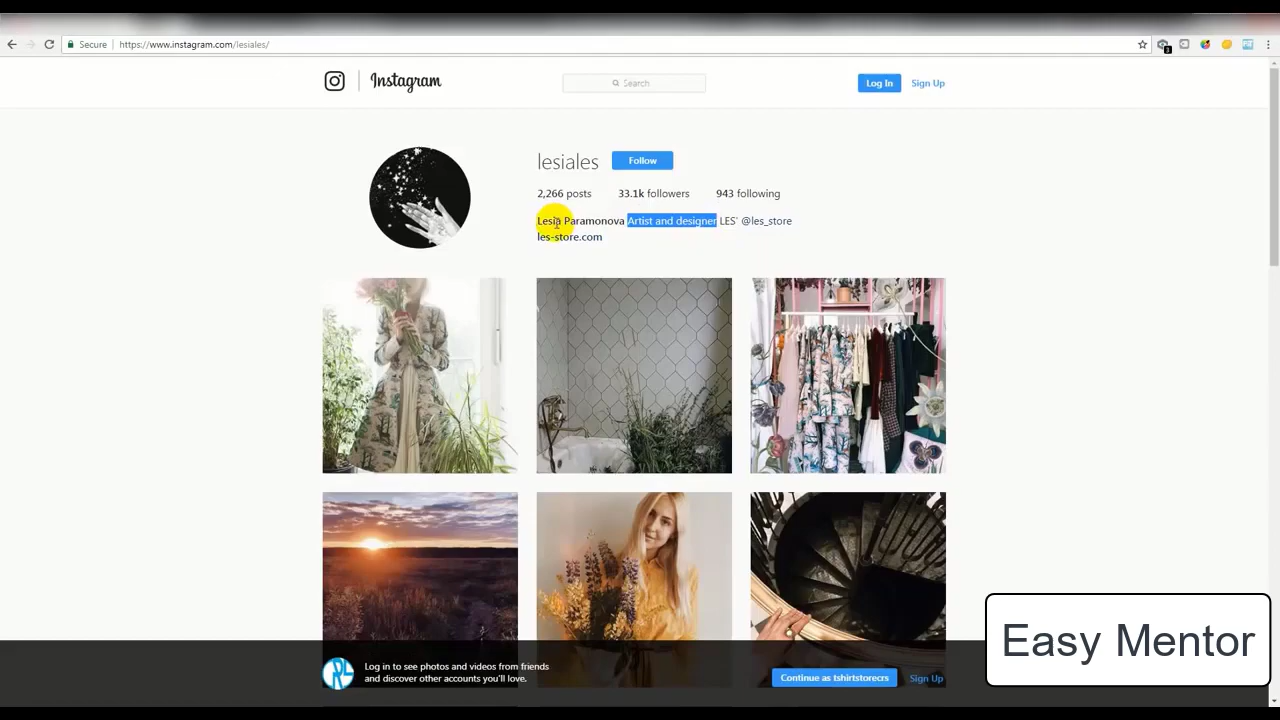 Secure https://www.instagram.com/lesiales/
3
Instagram Search Log In Sign Up
lesiales Follow
2,266 posts 33.1k followers 943 following
Lesia Paramonova Artist and designer LES` @les_store
les-store.com
Log in to see photos and videos from friends
and discover other accounts you'll love.
Continue as tshirtstorecrs Sign Up
Easy Mentor